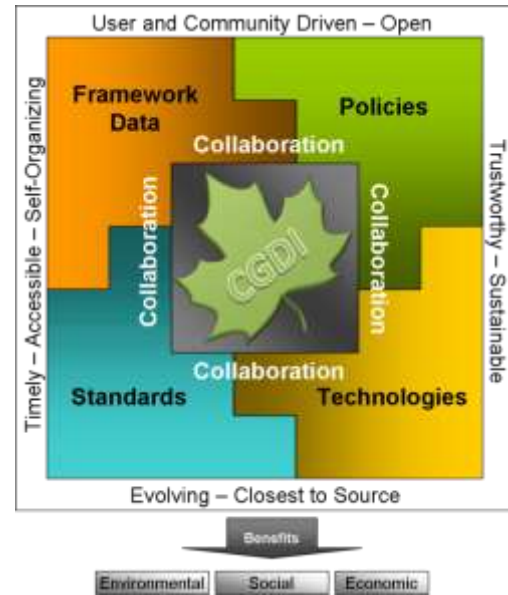 User and Community Driven – Open
Timely – Accessible – Self-Organizing
Framework
Data
Policies
Collaboration
Collaboration
CGDI
Collaboration
Collaboration
Standards
Technologies
Trustworthy – Sustainable
Evolving – Closest to Source
Benefits
Environmental
Social
Economic